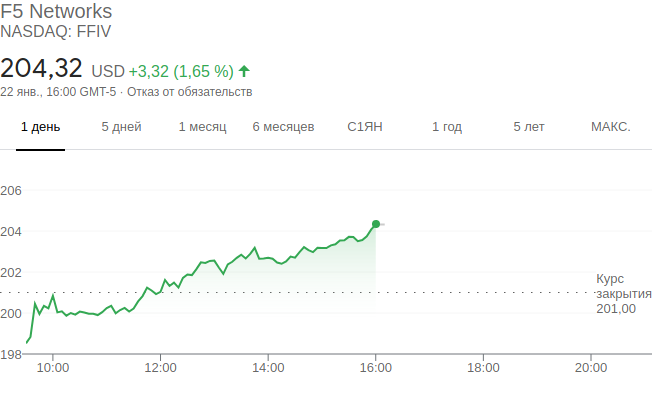 F5 Networks
NASDAQ: FFIV
204,32 USD +3,32 (1,65 %)
22 янв., 16:00 GMT-5 · Отказ от обязательств
1 день 5 дней 1 месяц 6 месяцев С1ЯН 1 год 5 лет МАКС.
206
204
202
Курс
закрытия
201,00
200
198
10:00 12:00 14:00 16:00 18:00 20:00